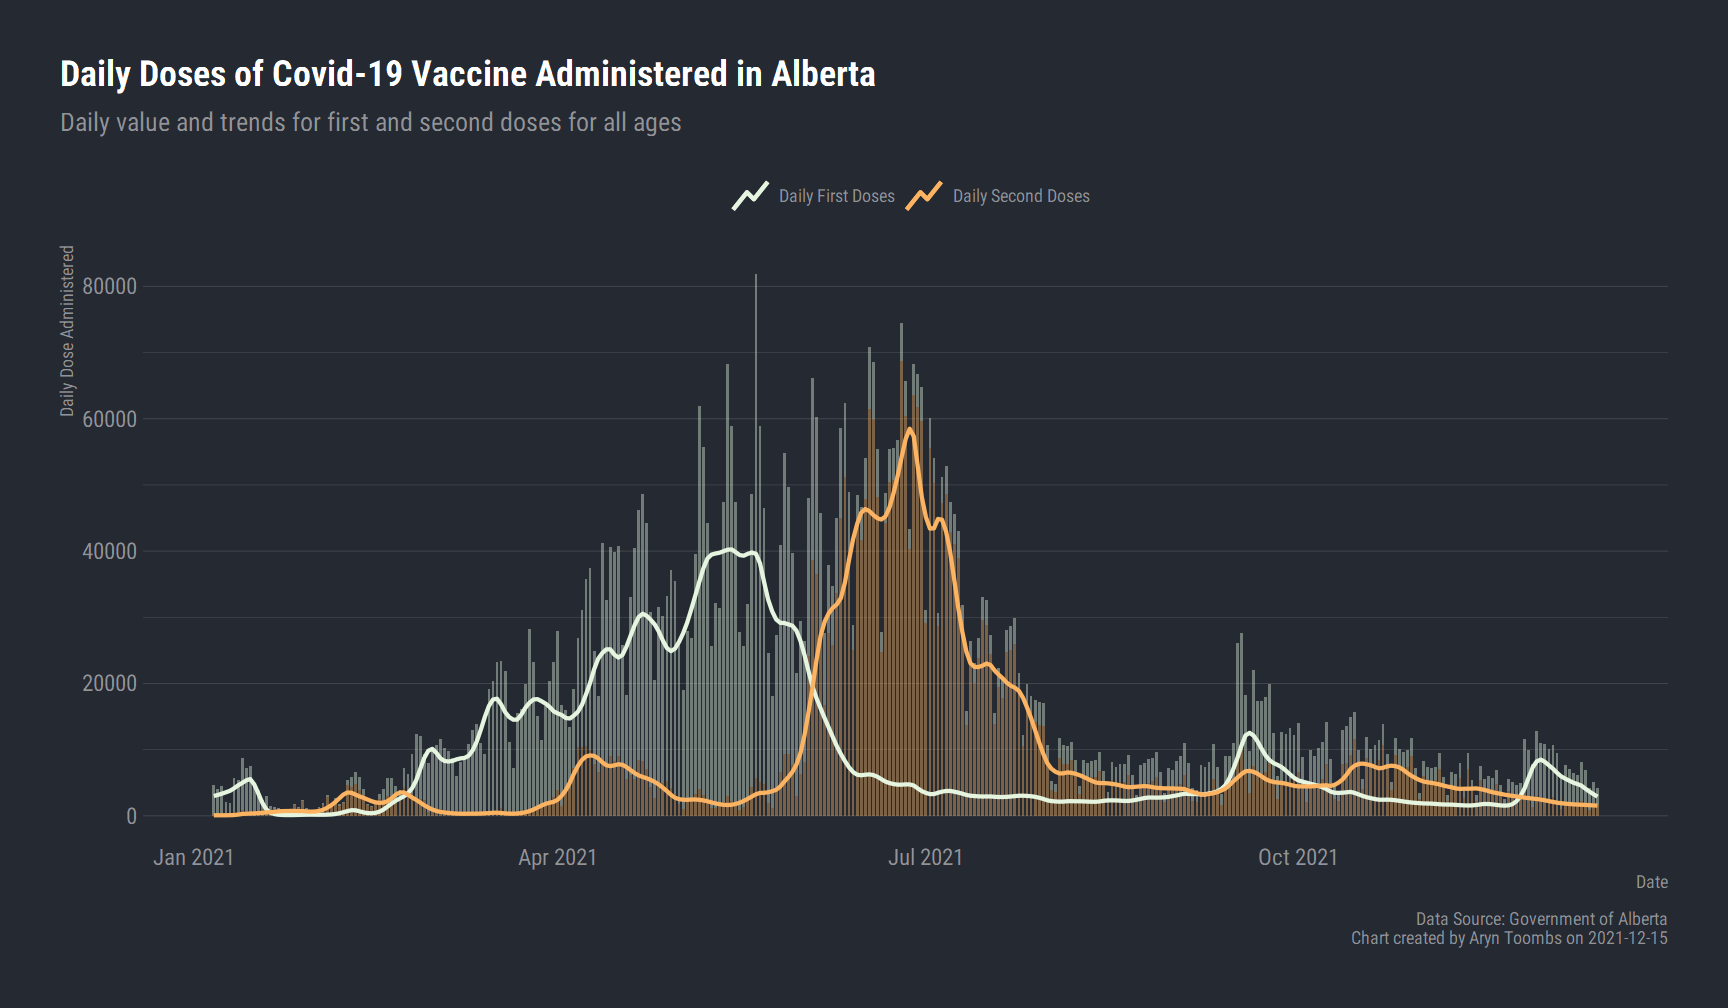 Daily Doses of Covid-19 Vaccine Administered in Alberta
Daily value and trends for first and second doses for all ages
Daily First Doses
Daily Second Doses
Daily Dose Administered
80000
60000
40000
20000
0
Jan 2021
Apr 2021
Jul 2021
Oct 2021
Date
Data Source: Government of Alberta
Chart created by Aryn Toombs on 2021-12-15